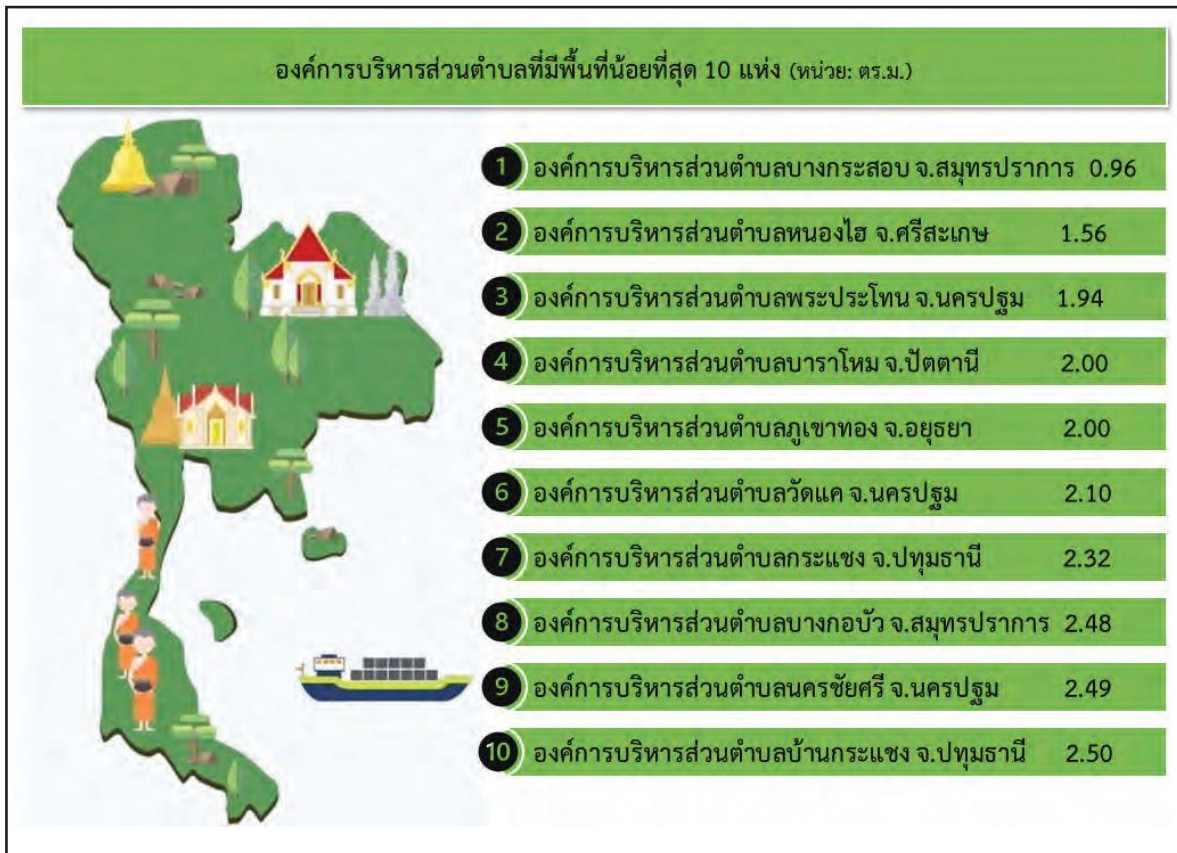 องค์การบริหารส่วนตำบลที่มีพื้นที่น้อยที่สุด 10 แห่ง (หน่วย: ตร.ม.)
1 องค์การบริหารส่วนตำบลบางกระสอบ จ.สมุทรปราการ 0.96
2 องค์การบริหารส่วนตำบลหนองไฮ จ.ศรีสะเกษ 1.56
3 องค์การบริหารส่วนตำบลพระประโทน จ.นครปฐม 1.94
4 องค์การบริหารส่วนตำบลบาราโหม จ.ปัตตานี 2.00
5 องค์การบริหารส่วนตำบลภูเขาทอง จ.อยุธยา 2.00
6 องค์การบริหารส่วนตำบลวัดแค จ.นครปฐม 2.10
7 องค์การบริหารส่วนตำบลกระแชง จ.ปทุมธานี 2.32
8 องค์การบริหารส่วนตำบลบางกอบัว จ.สมุทรปราการ 2.48
9 องค์การบริหารส่วนตำบลนครชัยศรี จ.นครปฐม 2.49
10 องค์การบริหารส่วนตำบลบ้านกระแชง จ.ปทุมธานี 2.50